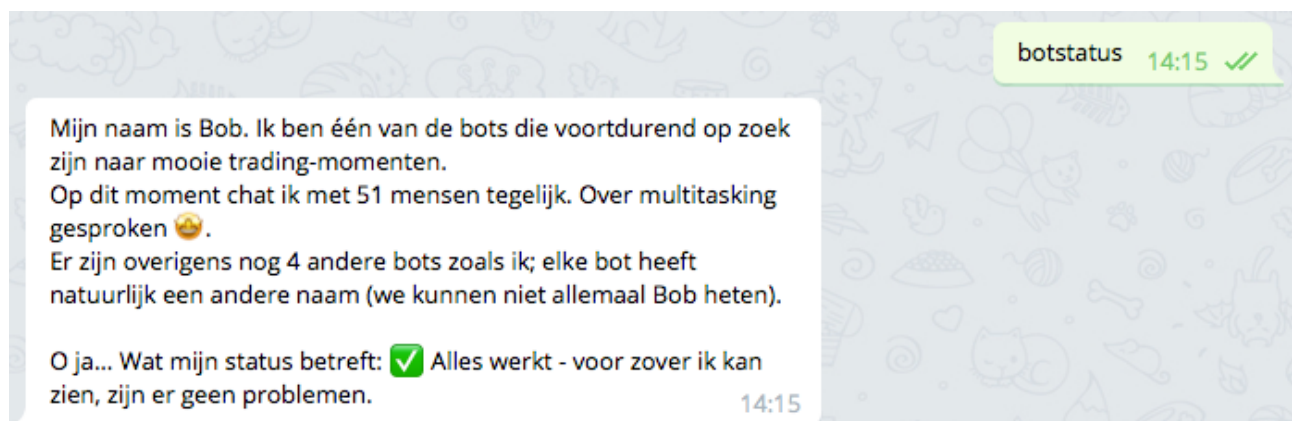 botstatus 14:15
Mijn naam is Bob. Ik ben één van de bots die voortdurend op zoek
zijn naar mooie trading-momenten.
Op dit moment chat ik met 51 mensen tegelijk. Over multitasking
gesproken 🤩.
Er zijn overigens nog 4 andere bots zoals ik; elke bot heeft
natuurlijk een andere naam (we kunnen niet allemaal Bob heten).
O ja... Wat mijn status betreft: ✅ Alles werkt - voor zover ik kan
zien, zijn er geen problemen.
14:15